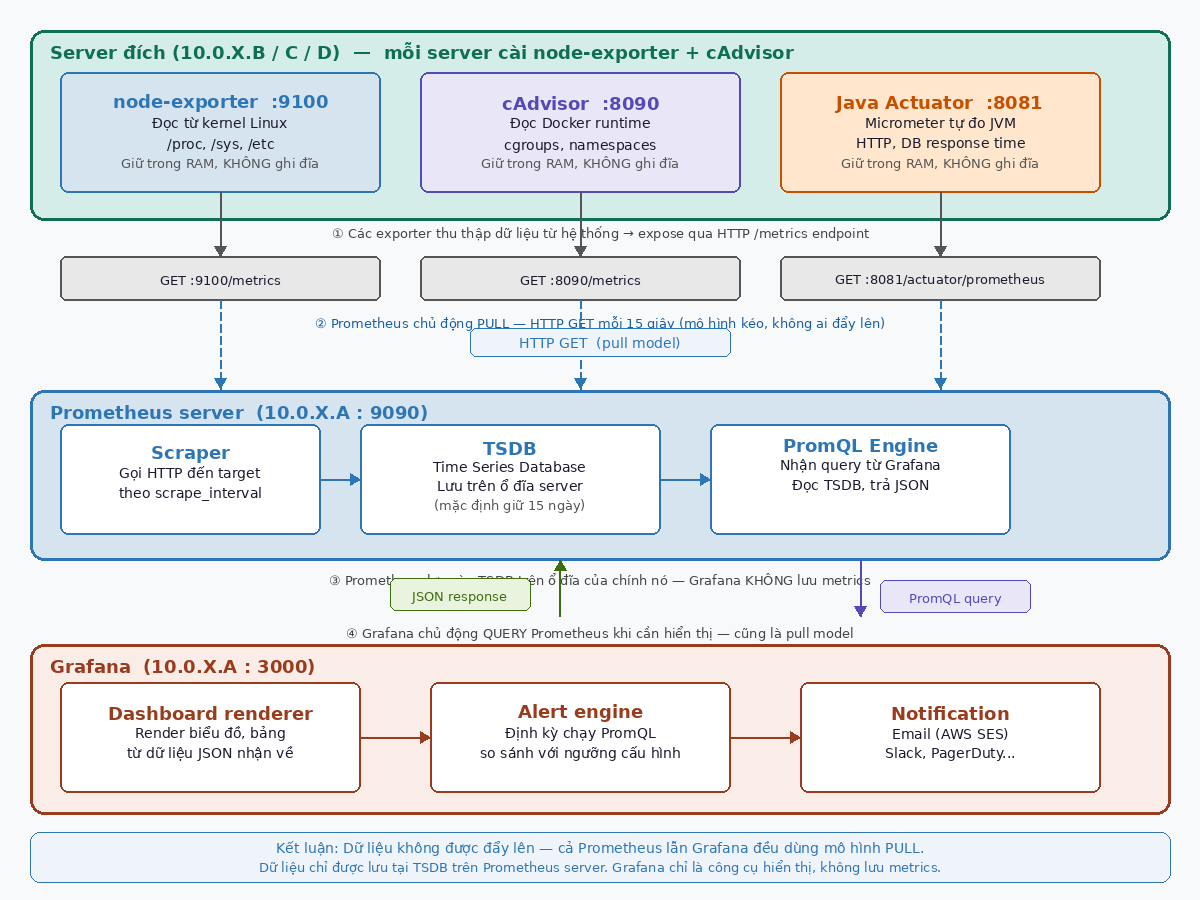 Server đích (10.0.X.B / C / D)  —  mỗi server cài node-exporter + cAdvisor
node-exporter  :9100
Đọc từ kernel Linux
/proc, /sys, /etc
Giữ trong RAM, KHÔNG ghi đĩa
cAdvisor  :8090
Đọc Docker runtime
cgroups, namespaces
Giữ trong RAM, KHÔNG ghi đĩa
Java Actuator  :8081
Micrometer tự đo JVM
HTTP, DB response time
Giữ trong RAM, KHÔNG ghi đĩa
① Các exporter thu thập dữ liệu từ hệ thống → expose qua HTTP /metrics endpoint
GET :9100/metrics
GET :8090/metrics
GET :8081/actuator/prometheus
② Prometheus chủ động PULL — HTTP GET mỗi 15 giây (mô hình kéo, không ai đẩy lên)
HTTP GET  (pull model)
Prometheus server  (10.0.X.A : 9090)
Scraper
Gọi HTTP đến target
theo scrape_interval
TSDB
Time Series Database
Lưu trên ổ đĩa server
(mặc định giữ 15 ngày)
PromQL Engine
Nhận query từ Grafana
Đọc TSDB, trả JSON
③ TSDB trên ổ đĩa của chính nó — Grafana KHÔNG lưu metrics
JSON response
PromQL query
④ Grafana chủ động QUERY Prometheus khi cần hiển thị — cũng là pull model
Grafana  (10.0.X.A : 3000)
Dashboard renderer
Render biểu đồ, bảng
từ dữ liệu JSON nhận về
Alert engine
Định kỳ chạy PromQL
so sánh với ngưỡng cấu hình
Notification
Email (AWS SES)
Slack, PagerDuty...
Kết luận: Dữ liệu không được đẩy lên — cả Prometheus lẫn Grafana đều dùng mô hình PULL.
Dữ liệu chỉ được lưu tại TSDB trên Prometheus server. Grafana chỉ là công cụ hiển thị, không lưu metrics.